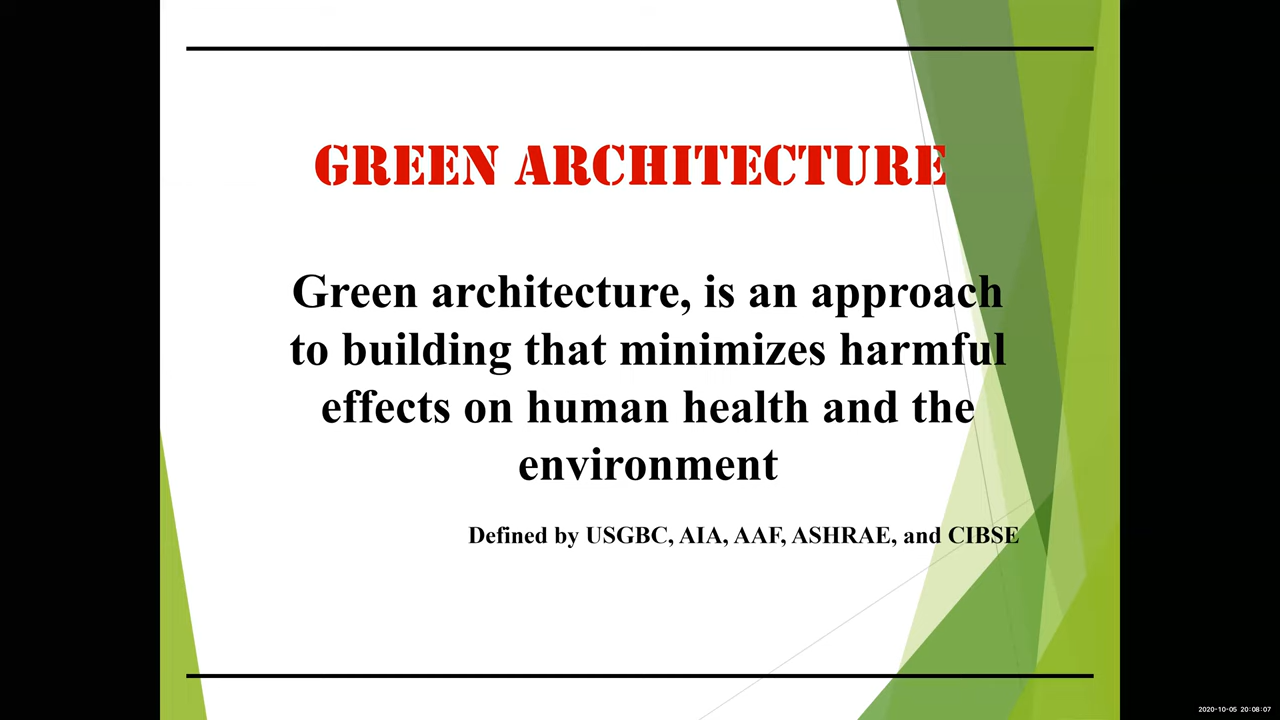 GREEN ARCHITECTURE
Green architecture, is an approach
to building that minimizes harmful
effects on human health and the
environment
Defined by USGBC, AIA, AAF, ASHRAE, and CIBSE
2020-10-05 20:08:07